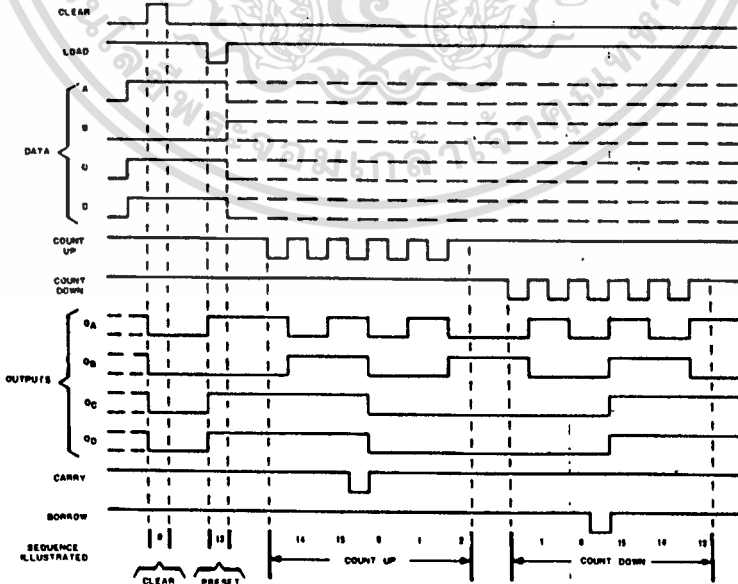 CLEAR
LOAD
A
B
DATA
C
D
COUNT
UP
COUNT
DOWN
QA
QB
OUTPUTS
QC
QD
CARRY
BORROW
SEQUENCE
ILLUSTRATED
0 13 14 15 0 1 2 1 0 15 14 13
COUNT UP COUNT DOWN
CLEAR PRESET